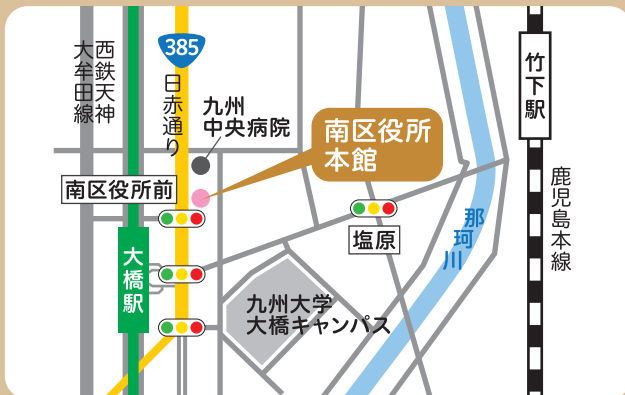 385
西鉄天神
大牟田線
日赤通り
九州
中央病院
南区役所
本館
竹下駅
南区役所前
鹿児島本線
塩原
那珂川
大橋駅
九州大学
大橋キャンパス